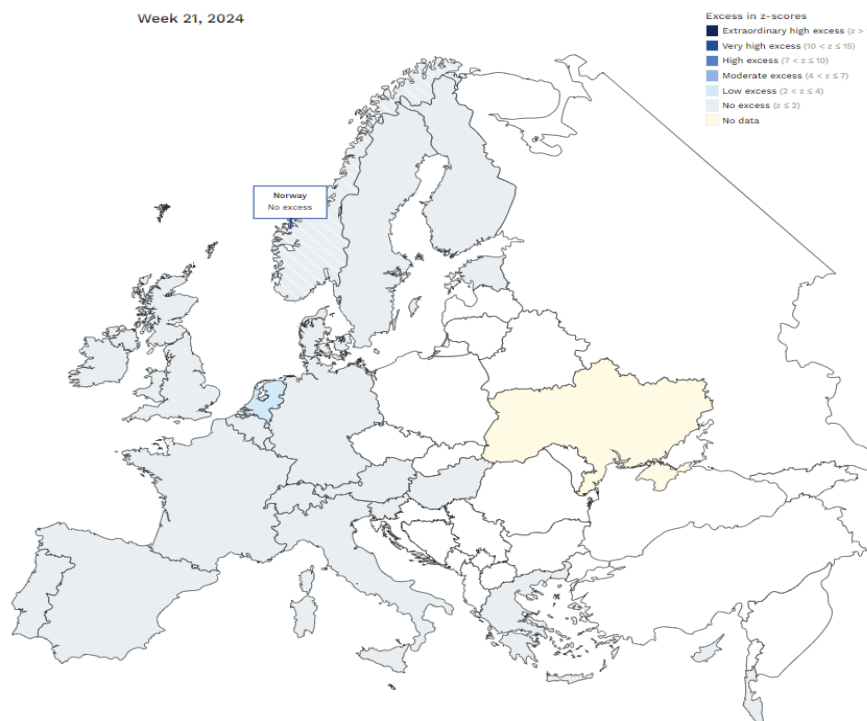 Week 21, 2024
Excess in z-scores
Extraordinary high excess (z >
Very high excess (10 < z ≤ 15)
High excess (7 < z ≤ 10)
Moderate excess (4 < z ≤ 7)
Low excess (2 < z ≤ 4)
No excess (z ≤ 2)
No data
Norway
No excess